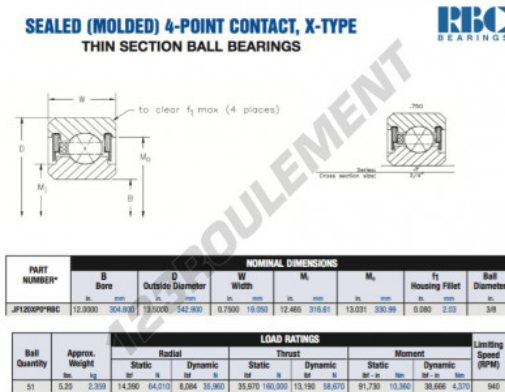 SEALED (MOLDED) 4-POINT CONTACT, X-TYPE
THIN SECTION BALL BEARINGS
RBC
BEARINGS
W
to clear f1 max (4 places)
D
Mo
Mi
B
.750
Series: JF
Cross section size: 3/4"
123ROULEMENT
PART NUMBER*
NOMINAL DIMENSIONS
B Bore
D Outside Diameter
W Width
Mi
Mo
f1 Housing Fillet
Ball Diameter
in. mm in. mm in. mm in. mm in. mm in. mm in.
JF120XP0*RBC 12.0000 304.800 13.5000 342.900 0.7500 19.050 12.465 316.61 13.031 330.99 0.080 2.03 3/8
LOAD RATINGS
Ball Quantity
Approx. Weight
Radial
Thrust
Moment
Limiting Speed (RPM)
Static Dynamic Static Dynamic Static Dynamic
lbs. kg lbf N lbf N lbf N lbf N lbf - in Nm lbf - in Nm
51 5.20 2.359 14,390 64,010 8,084 35,960 35,970 160,000 13,190 58,670 91,730 10,360 38,666 4,370 940